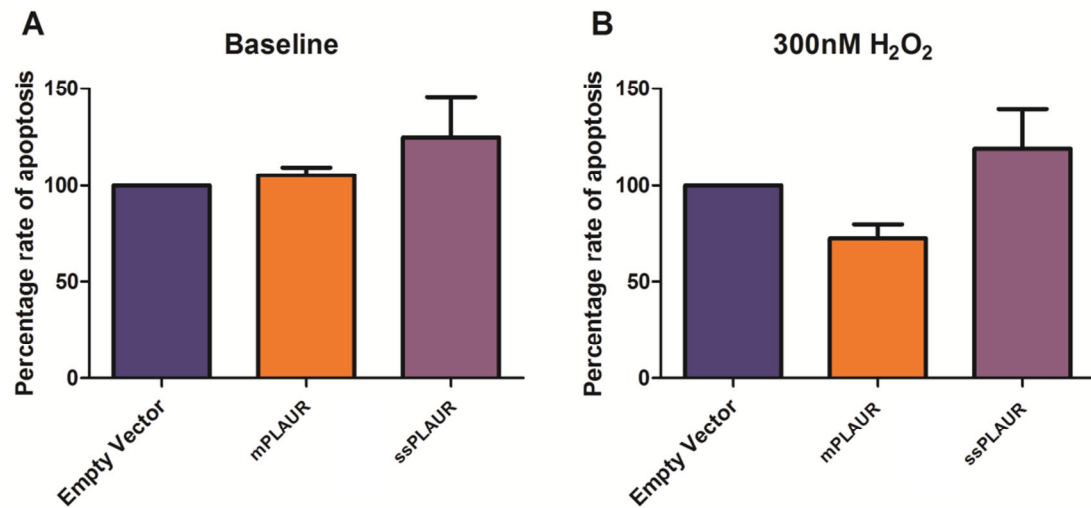 A
Baseline
Percentage rate of apoptosis
150
100
50
0
Empty Vector
mPLAUR
ssPLAUR
B
300nM H₂O₂
Percentage rate of apoptosis
150
100
50
0
Empty Vector
mPLAUR
ssPLAUR